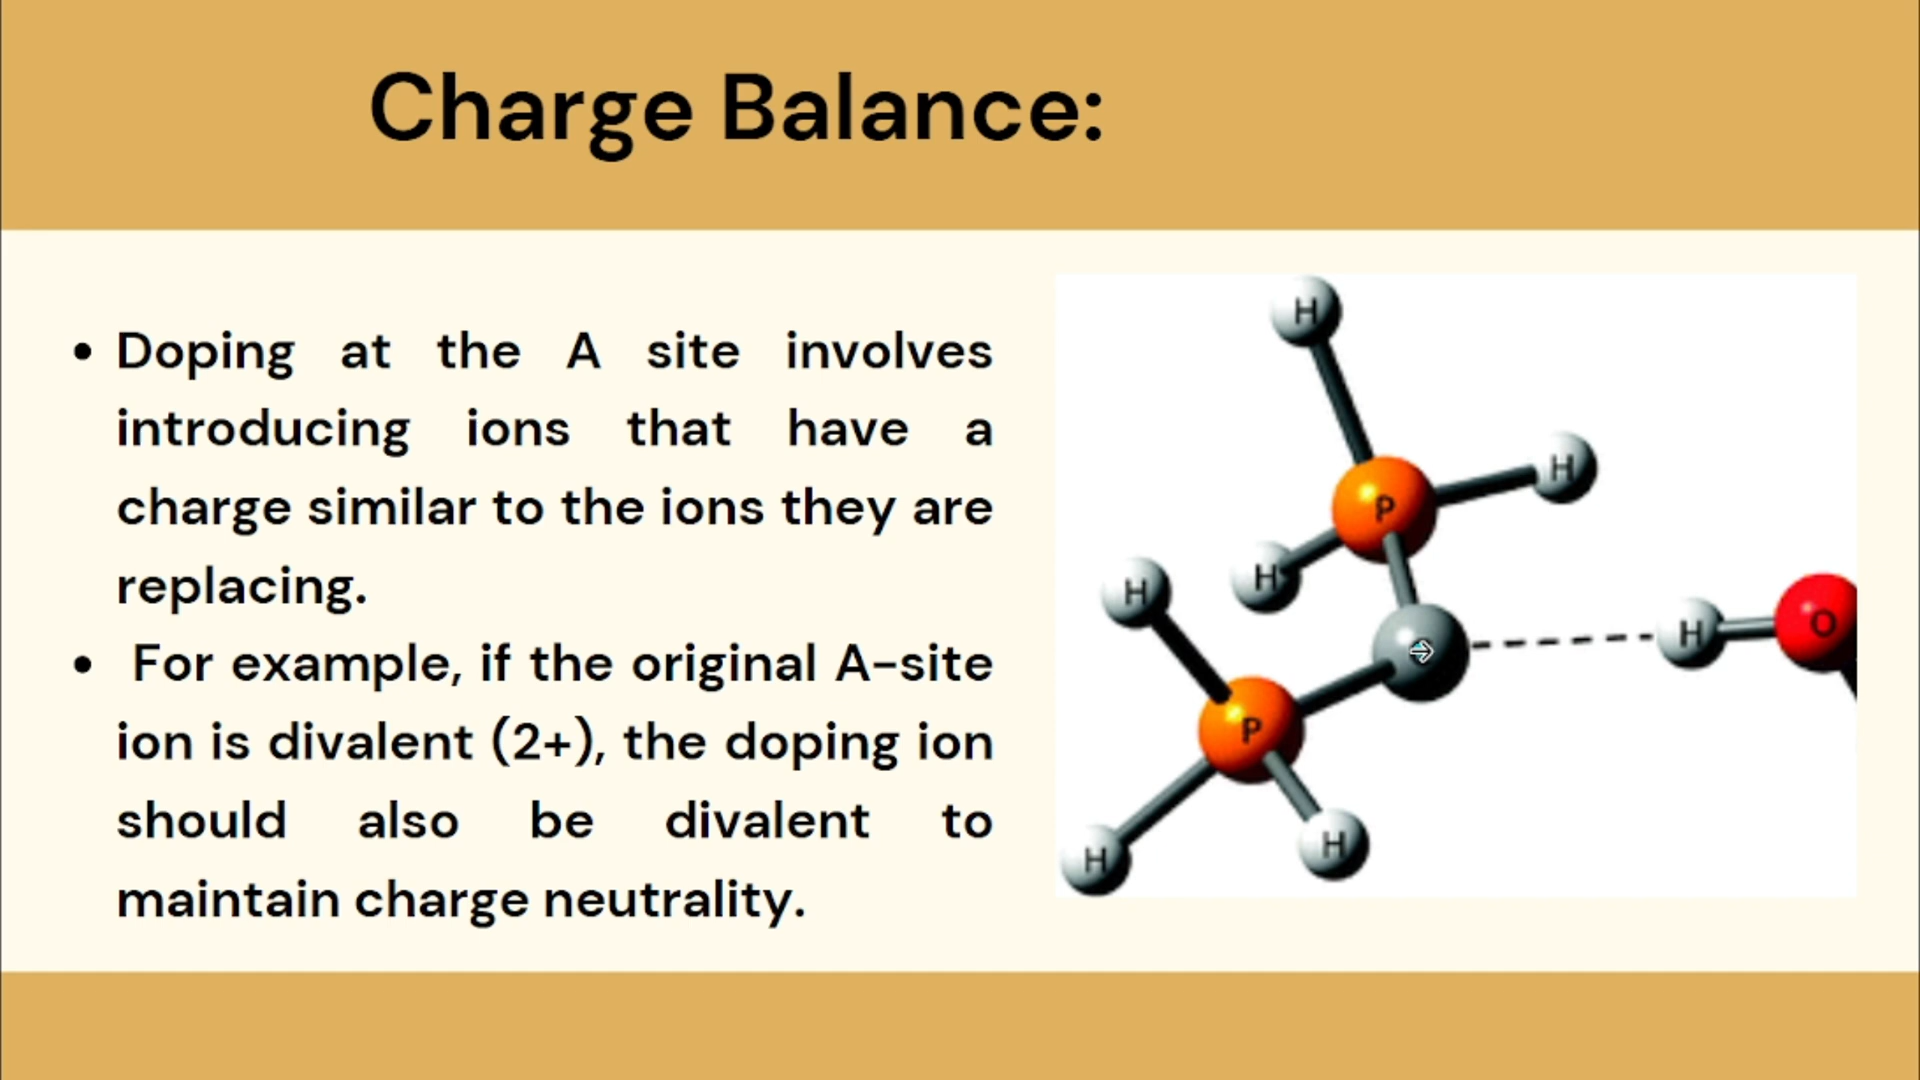 Charge Balance:
• Doping at the A site involves
introducing ions that have a
charge similar to the ions they are
replacing.
• For example, if the original A-site
ion is divalent (2+), the doping ion
should also be divalent to
maintain charge neutrality.
H
H
P
H
H
H
O
P
H
H